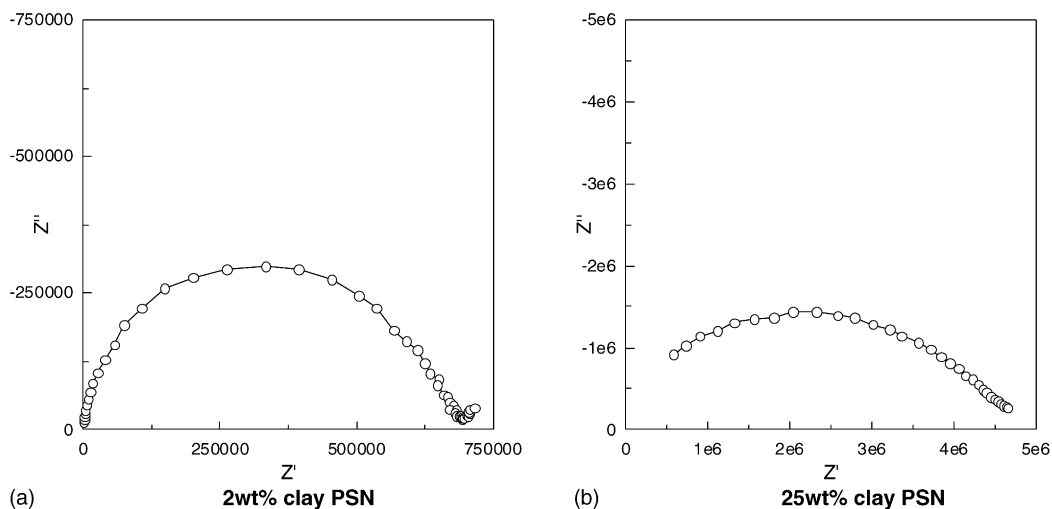 -750000
-500000
-250000
0
Z''
0
250000
500000
750000
Z'
(a)
2wt% clay PSN
-5e6
-4e6
-3e6
-2e6
-1e6
0
Z''
0
1e6
2e6
3e6
4e6
5e6
Z'
(b)
25wt% clay PSN